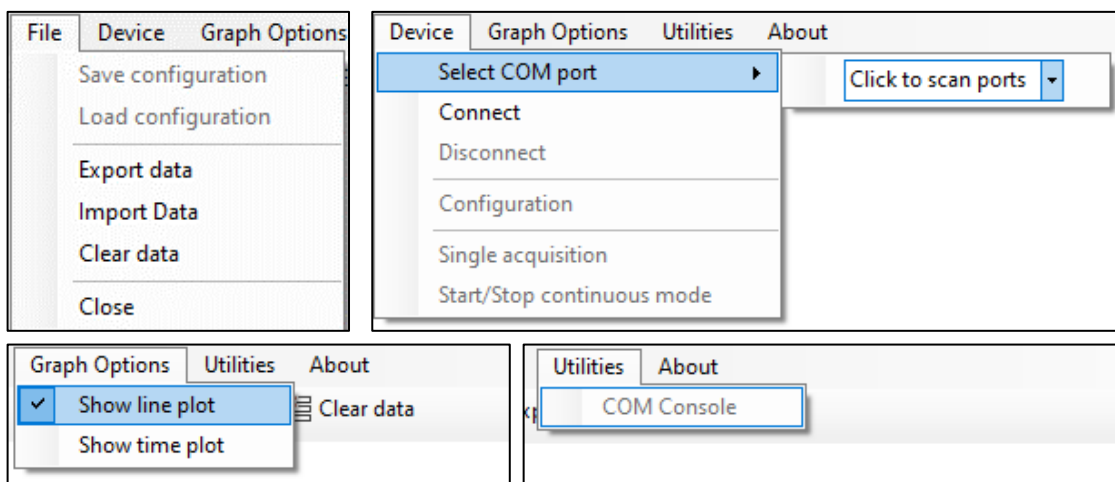 File Device Graph Options
Save configuration
Load configuration
Export data
Import Data
Clear data
Close
Device Graph Options Utilities About
Select COM port
Click to scan ports
Connect
Disconnect
Configuration
Single acquisition
Start/Stop continuous mode
Graph Options Utilities About
Show line plot
Clear data
Show time plot
Utilities About
COM Console